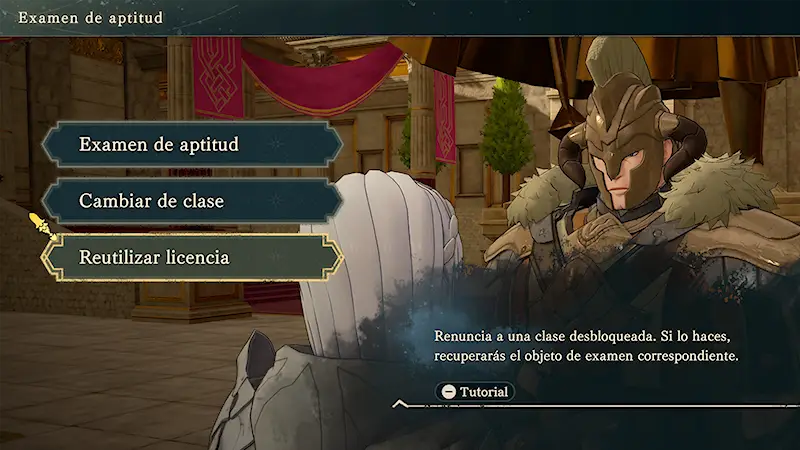 Examen de aptitud
Examen de aptitud
Cambiar de clase
Reutilizar licencia
Renuncia a una clase desbloqueada. Si lo haces,
recuperarás el objeto de examen correspondiente.
Tutorial